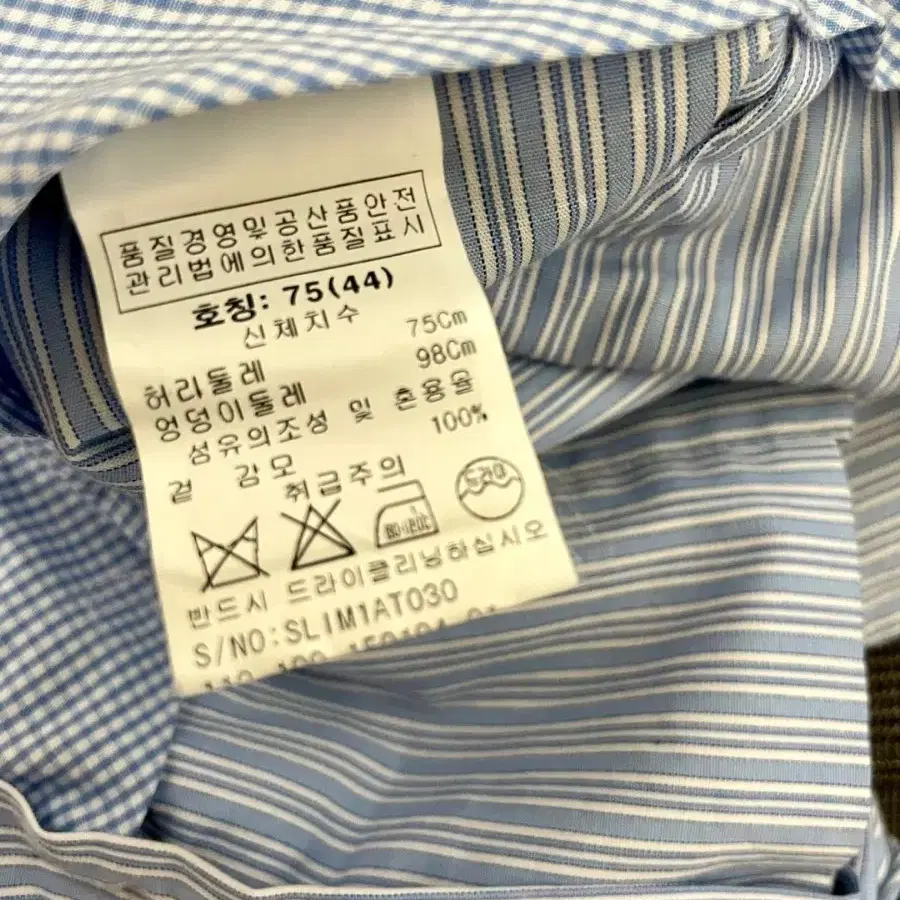 품질경영및공산품안전
관리법에의한품질표시
호칭: 75(44)
신체치수
허리둘레 75Cm
엉덩이둘레 98Cm
섬유의조성 및 혼용율
겉 감모 100%
취급주의
드라이
반드시 드라이클리닝하십시오
S/NO:SLIM1AT030